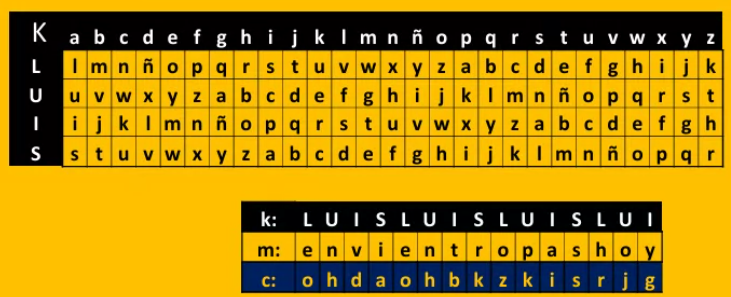 K a b c d e f g h i j k l m n ñ o p q r s t u v w x y z
L l m n ñ o p q r s t u v w x y z a b c d e f g h i j k
U u v w x y z a b c d e f g h i j k l m n ñ o p q r s t
I i j k l m n ñ o p q r s t u v w x y z a b c d e f g h
S s t u v w x y z a b c d e f g h i j k l m n ñ o p q r
k: L U I S L U I S L U I S L U I
m: e n v i e n t r o p a s h o y
c: o h d a o h b k z k i s r j g